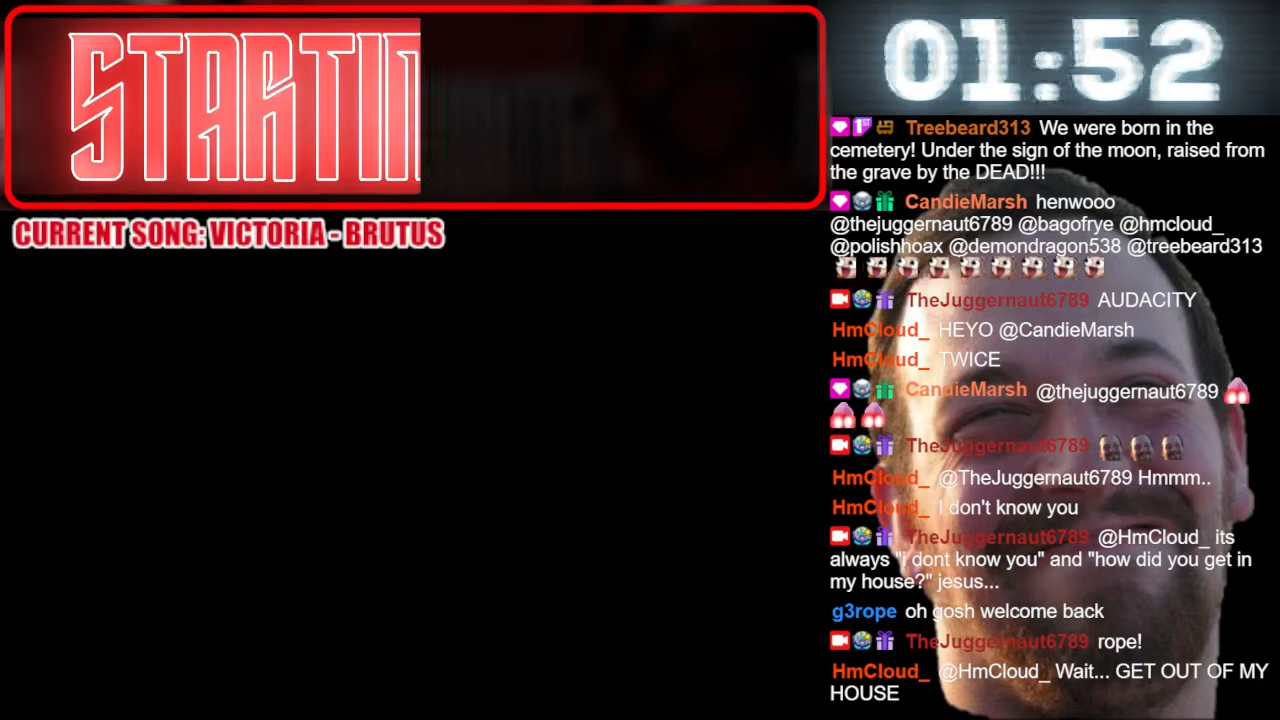 STARTIN
01:52
CURRENT SONG: VICTORIA - BRUTUS
Treebeard313 We were born in the
cemetery! Under the sign of the moon, raised from
the grave by the DEAD!!!
CandieMarsh henwooo
@thejuggernaut6789 @bagofrye @hmcloud_
@polishhoax @demondragon538 @treebeard313
TheJuggernaut6789 AUDACITY
HmCloud_ HEYO @CandieMarsh
HmCloud_ TWICE
CandieMarsh @thejuggernaut6789
TheJuggernaut6789
HmCloud_ @TheJuggernaut6789 Hmmm..
HmCloud_ I don't know you
TheJuggernaut6789 @HmCloud_ its
always "i dont know you" and "how did you get in
my house?" jesus...
g3rope oh gosh welcome back
TheJuggernaut6789 rope!
HmCloud_ @HmCloud_ Wait... GET OUT OF MY
HOUSE